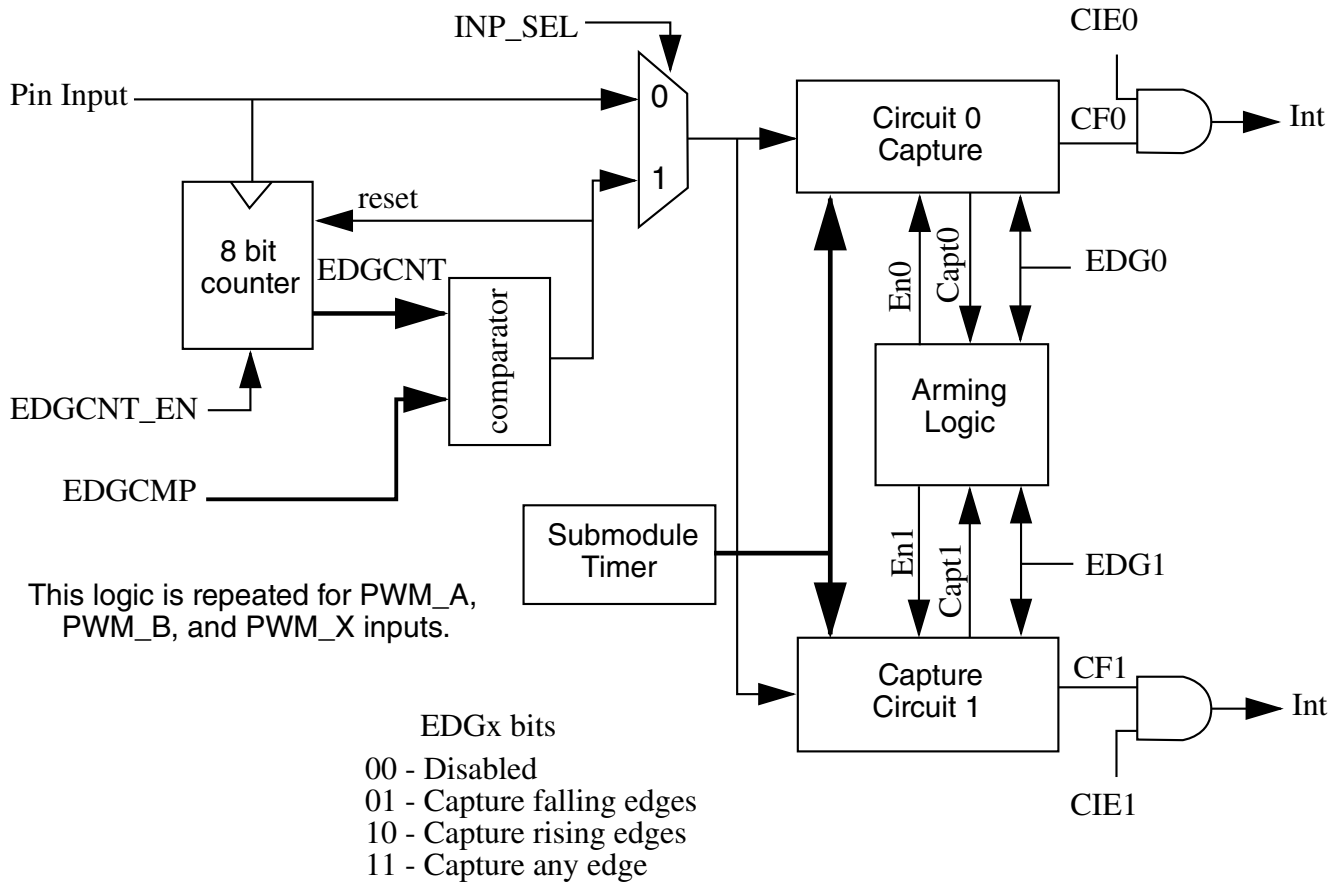 INP_SEL
CIE0
Pin Input
0
Circuit 0
Capture
CF0
Int
1
reset
8 bit
counter
EDGCNT
comparator
En0
Capt0
EDG0
EDGCNT_EN
Arming
Logic
EDGCMP
Submodule
Timer
En1
Capt1
EDG1
This logic is repeated for PWM_A,
PWM_B, and PWM_X inputs.
Capture
Circuit 1
CF1
Int
CIE1
EDGx bits
00 - Disabled
01 - Capture falling edges
10 - Capture rising edges
11 - Capture any edge